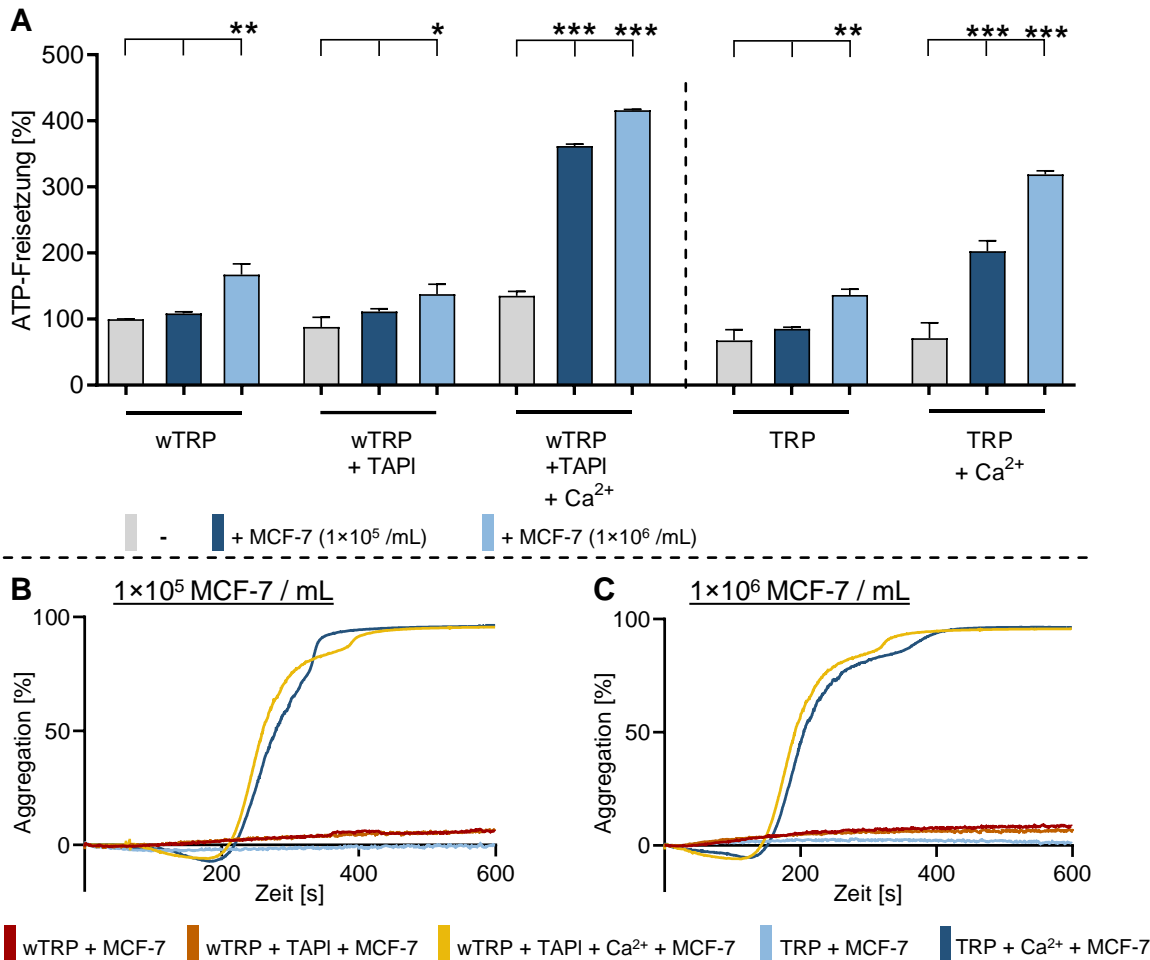 A
** * *** *** ** *** ***
ATP-Freisetzung [%]
500
400
300
200
100
0
wTRP
wTRP
+ TAPI
wTRP
+TAPI
+ Ca²⁺
TRP
TRP
+ Ca²⁺
- + MCF-7 (1×10⁵ /mL) + MCF-7 (1×10⁶ /mL)
B 1×10⁵ MCF-7 / mL
Aggregation [%]
100
50
0
200 400 600
Zeit [s]
C 1×10⁶ MCF-7 / mL
Aggregation [%]
100
50
0
200 400 600
Zeit [s]
wTRP + MCF-7 wTRP + TAPI + MCF-7 wTRP + TAPI + Ca²⁺ + MCF-7 TRP + MCF-7 TRP + Ca²⁺ + MCF-7